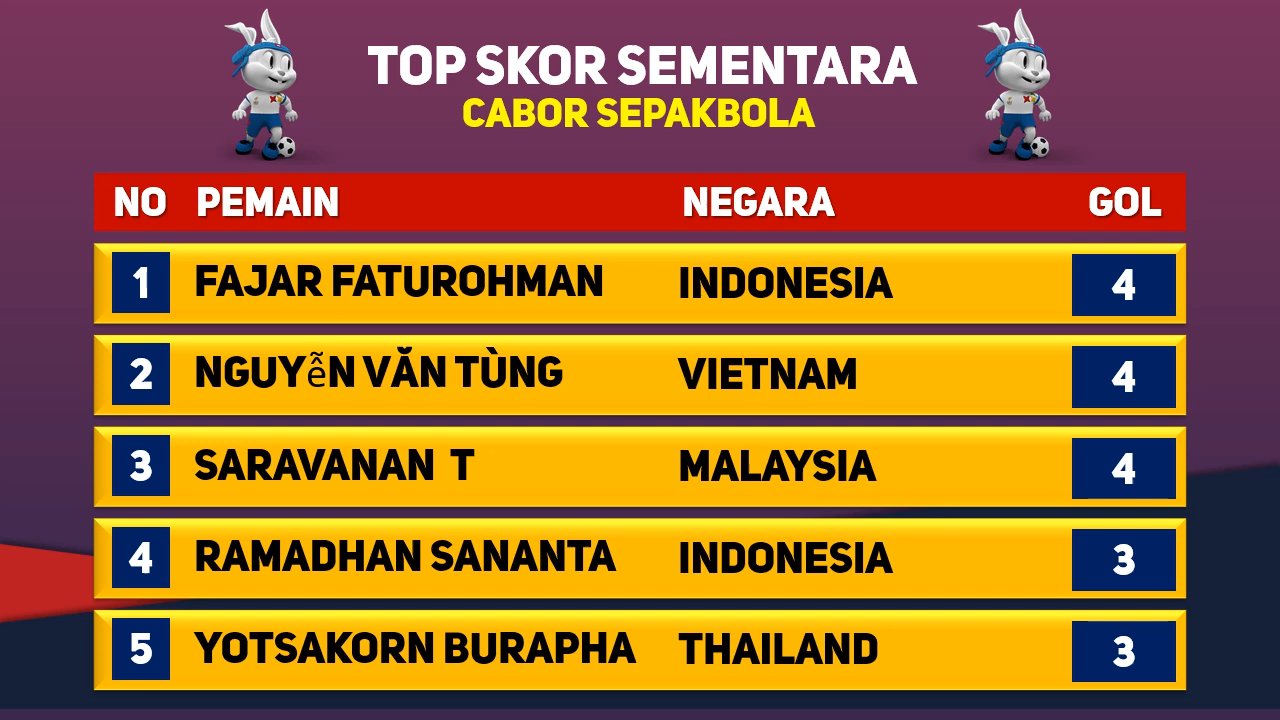 TOP SKOR SEMENTARA
CABOR SEPAKBOLA
NO PEMAIN NEGARA GOL
1 FAJAR FATUROHMAN INDONESIA 4
2 NGUYễN VĂN TÙNG VIETNAM 4
3 SARAVANAN T MALAYSIA 4
4 RAMADHAN SANANTA INDONESIA 3
5 YOTSAKORN BURAPHA THAILAND 3